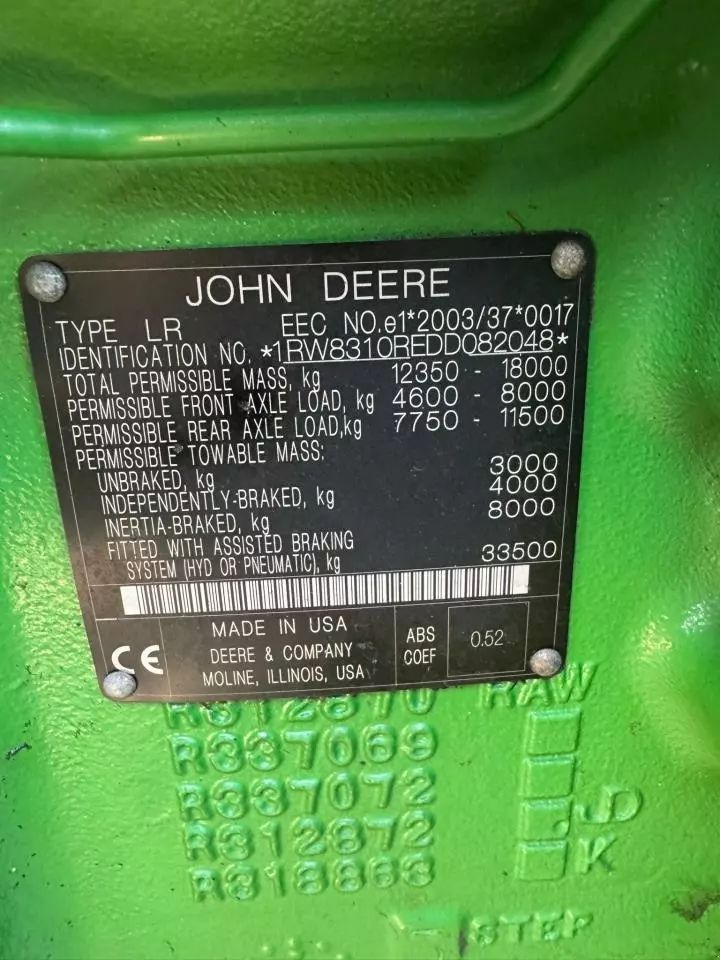 JOHN DEERE
TYPE LR EEC NO.e1*2003/37*0017
IDENTIFICATION NO. *1RW8310REDD082048*
TOTAL PERMISSIBLE MASS, kg 12350 - 18000
PERMISSIBLE FRONT AXLE LOAD, kg 4600 - 8000
PERMISSIBLE REAR AXLE LOAD,kg 7750 - 11500
PERMISSIBLE TOWABLE MASS:
UNBRAKED, kg 3000
INDEPENDENTLY-BRAKED, kg 4000
INERTIA-BRAKED, kg 8000
FITTED WITH ASSISTED BRAKING
SYSTEM (HYD OR PNEUMATIC), kg 33500
CE
MADE IN USA
DEERE & COMPANY
MOLINE, ILLINOIS, USA
ABS
COEF
0.52
R312870 RAW
R337069
R337072
R312872 JD
R318863 K
STEP